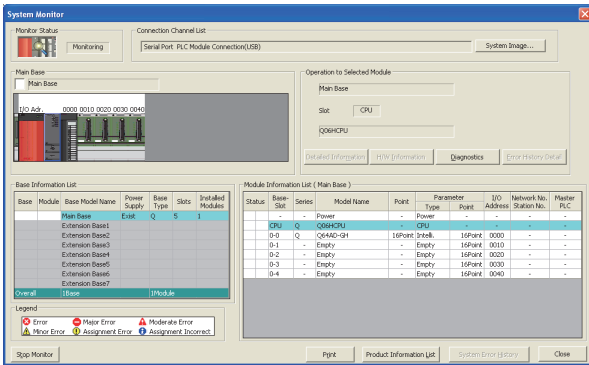 System Monitor
Monitor Status
Monitoring
Connection Channel List
Serial Port PLC Module Connection(USB)
System Image...
Main Base
Main Base
I/O Adr. 0000 0010 0020 0030 0040
Operation to Selected Module
Main Base
Slot CPU
Q06HCPU
Detailed Information H/W Information Diagnostics Error History Detail
Base Information List
Base Module Base Model Name Power Supply Base Type Slots Installed Modules
Main Base Exist Q 5 1
Extension Base1
Extension Base2
Extension Base3
Extension Base4
Extension Base5
Extension Base6
Extension Base7
Overall 1Base 1Module
Module Information List ( Main Base )
Status Base-Slot Series Model Name Point Parameter Type Point I/O Address Network No. Station No. Master PLC
- - Power - Power - - - -
CPU Q Q06HCPU - CPU - - - -
0-0 Q Q64AD-GH 16Point Intelli. 16Point 0000 - -
0-1 - Empty - Empty 16Point 0010 - -
0-2 - Empty - Empty 16Point 0020 - -
0-3 - Empty - Empty 16Point 0030 - -
0-4 - Empty - Empty 16Point 0040 - -
Legend
Error Major Error Moderate Error
Minor Error Assignment Error Assignment Incorrect
Stop Monitor
Print Product Information List System Error History Close